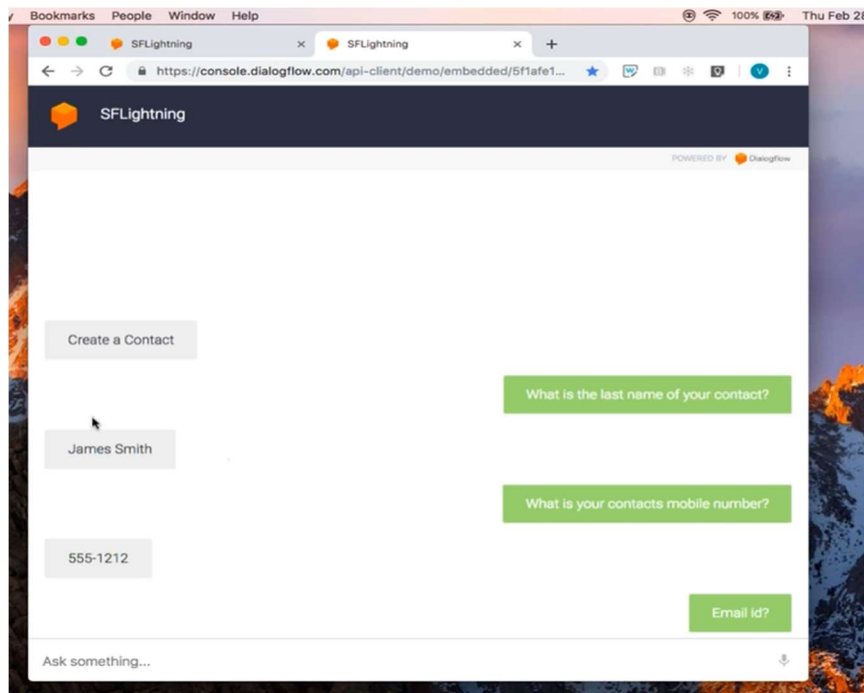 Bookmarks People Window Help 100% Thu Feb 28
SFLightning SFLightning
https://console.dialogflow.com/api-client/demo/embedded/5f1afe1...
SFLightning
POWERED BY Dialogflow
Create a Contact
What is the last name of your contact?
James Smith
What is your contacts mobile number?
555-1212
Email id?
Ask something...